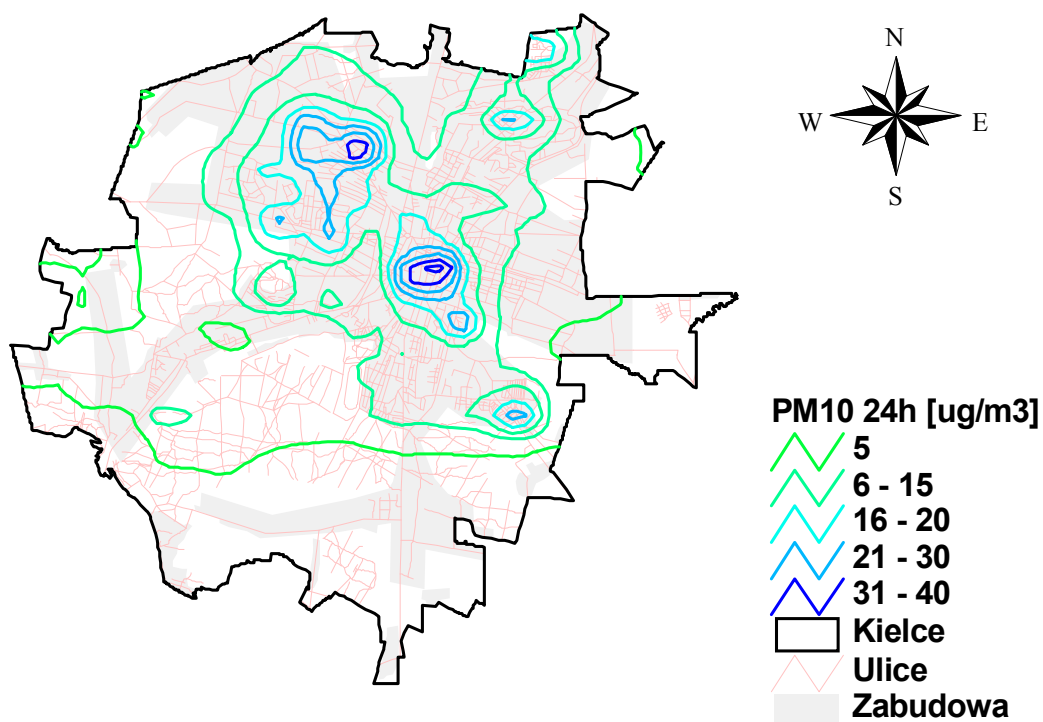 N
W E
S
PM10 24h [ug/m3]
5
6 - 15
16 - 20
21 - 30
31 - 40
Kielce
Ulice
Zabudowa